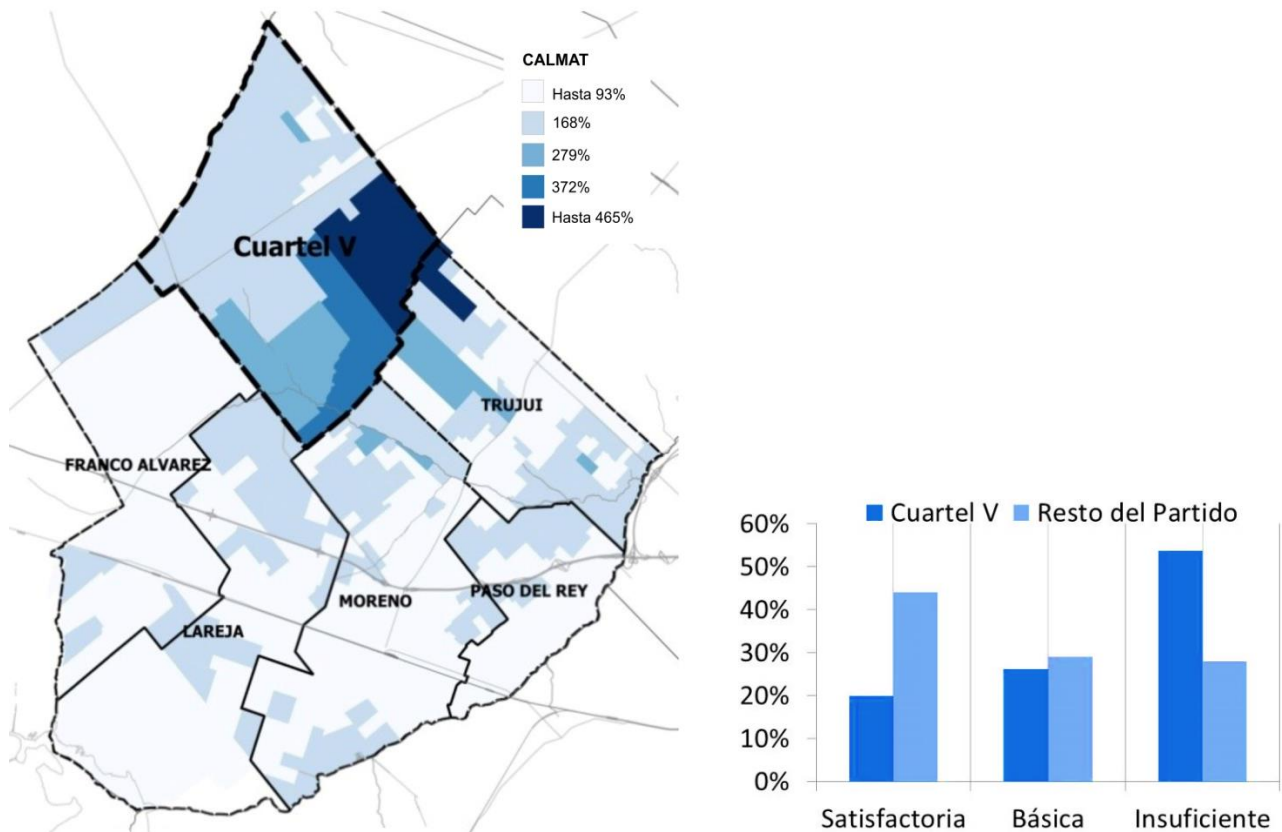 CALMAT
Hasta 93%
168%
279%
372%
Hasta 465%
Cuartel V
TRUJUI
FRANCO ALVAREZ
MORENO
PASO DEL REY
LAREJA
Cuartel V Resto del Partido
60%
50%
40%
30%
20%
10%
0%
Satisfactoria Básica Insuficiente